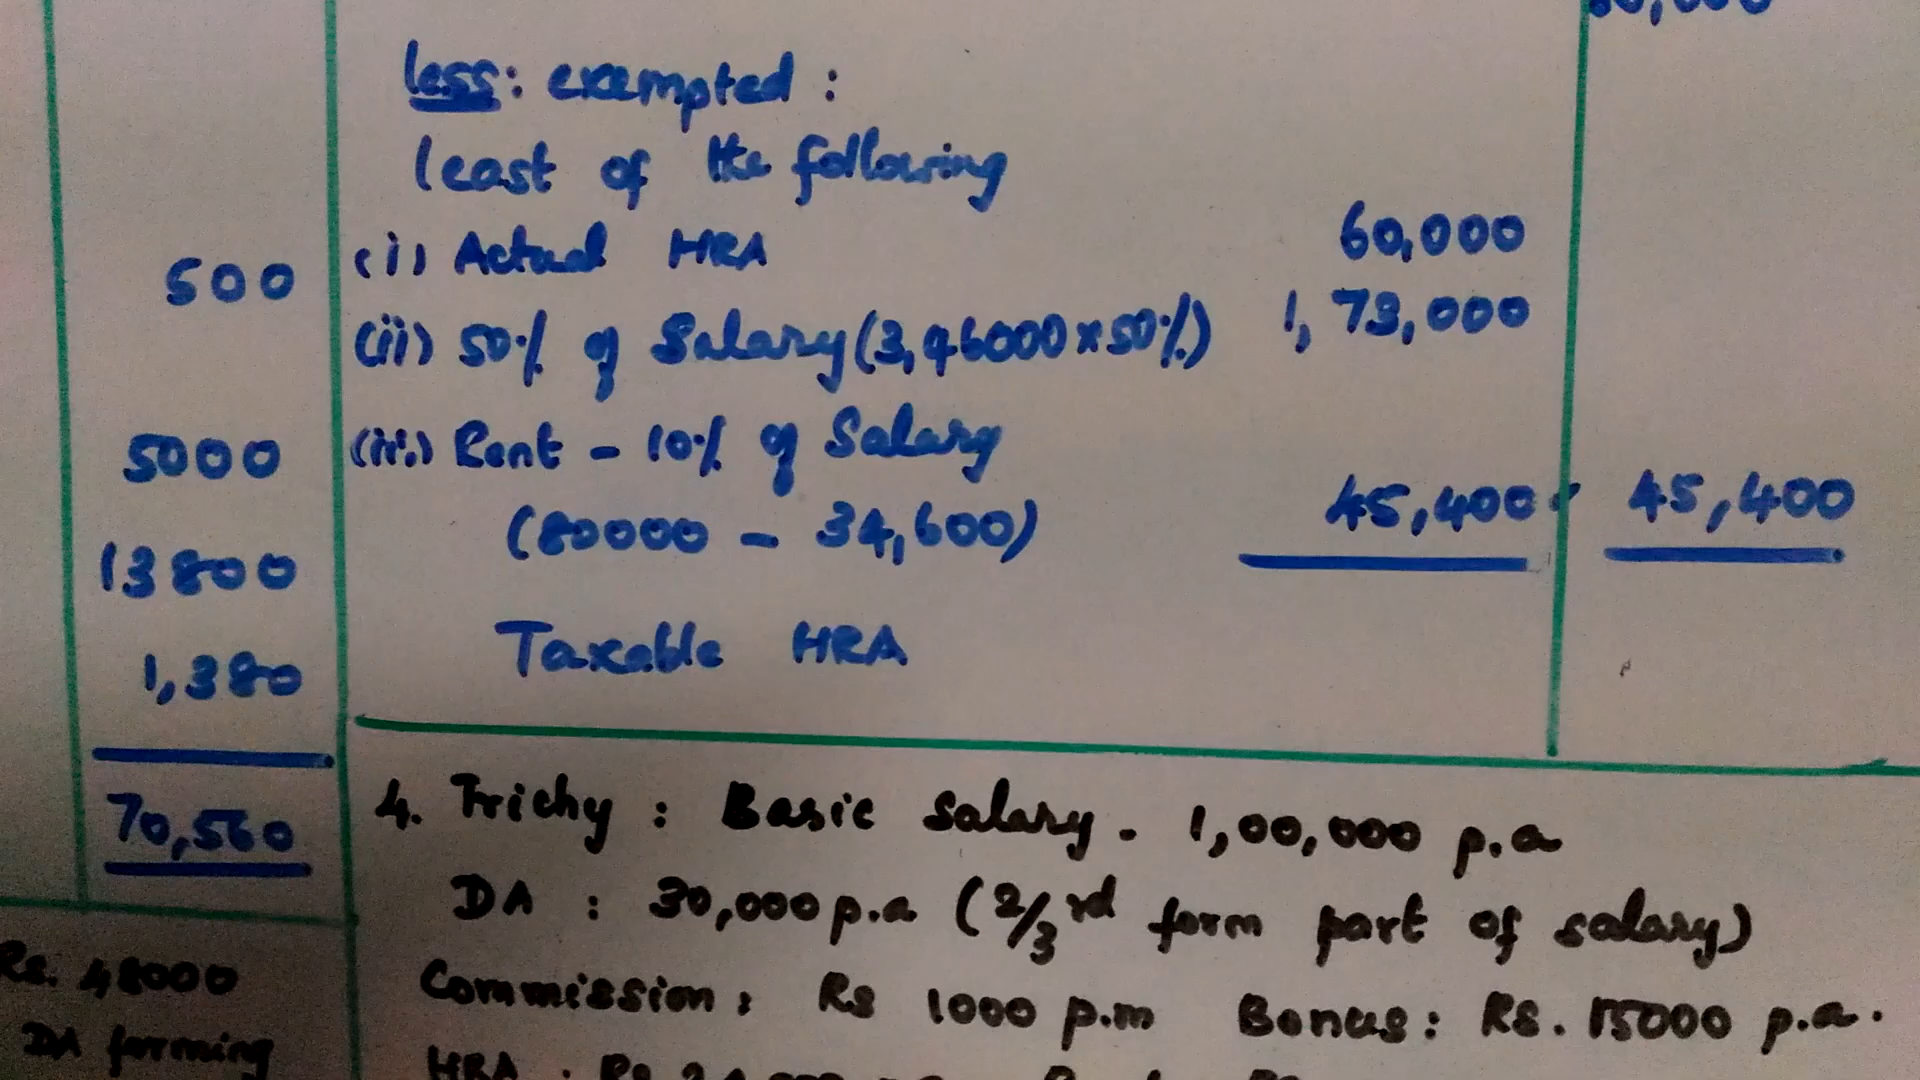 less: exempted :
least of the following
(i) Actual HRA 60,000
(ii) 50% of Salary (3,46000 x 50%) 1,73,000
(iii) Rent - 10% of Salary
(80000 - 34,600) 45,400 45,400
Taxable HRA
500
5000
13800
1,380
70,560
Rs. 48000
DA forming
4. Trichy : Basic Salary - 1,00,000 p.a
DA : 30,000 p.a (2/3rd form part of salary)
Commission : Rs 1000 p.m Bonus : Rs. 15000 p.a.
HRA : Rs